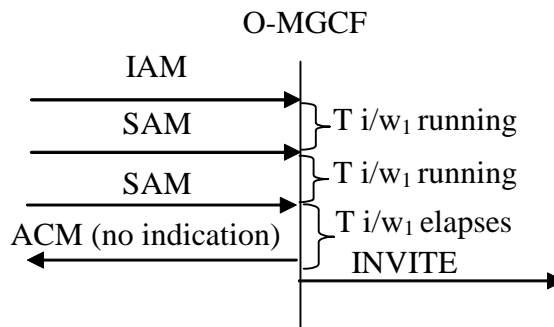 O-MGCF
IAM
T i/w₁ running
SAM
T i/w₁ running
SAM
T i/w₁ elapses
ACM (no indication)
INVITE